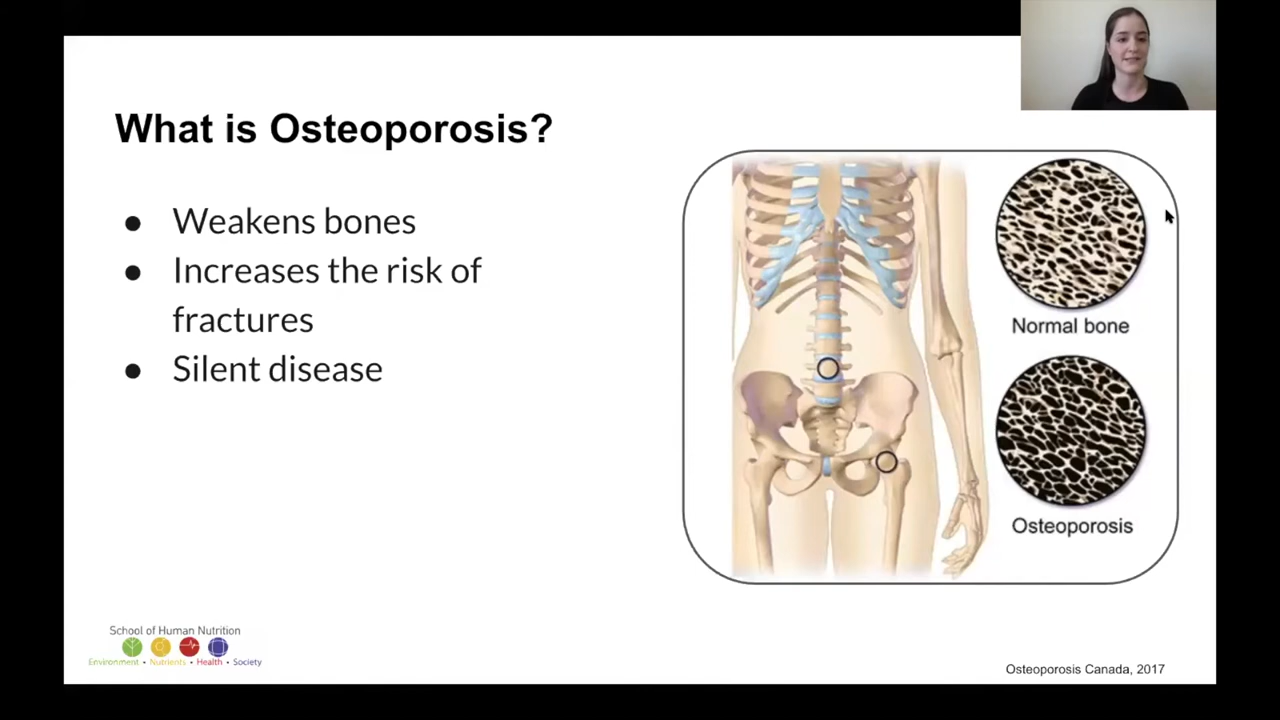 What is Osteoporosis?
● Weakens bones
● Increases the risk of
fractures
● Silent disease
Normal bone
Osteoporosis
School of Human Nutrition
Environment • Nutrients • Health • Society
Osteoporosis Canada, 2017